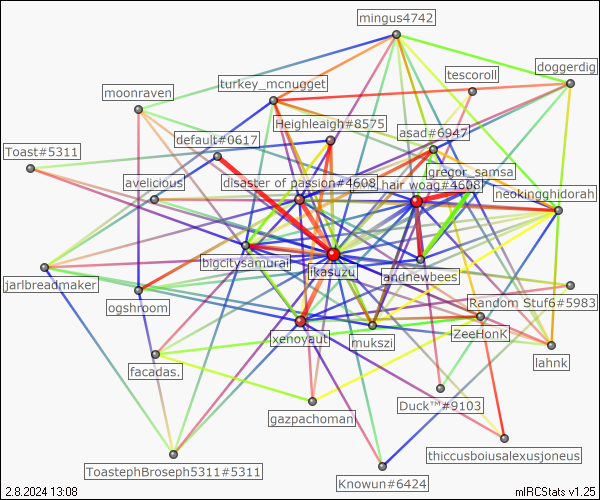 mingus4742
doggerdig
tescoroll
turkey_mcnugget
moonraven
Heighleaigh#8575
asad#6947
default#0617
Toast#5311
gregor_samsa
avelicious
disaster of passion#4608
hair woag#4608
neokingghidorah
bigcitysamurai
ikasuzu
andnewbees
jarlbreadmaker
ogshroom
Random Stuf6#5983
xenoyaut
mukszi
ZeeHonK
lahnk
facadas.
Duck™#9103
gazpachoman
thiccusboiusalexusjoneus
ToastephBroseph5311#5311
Knowun#6424
2.8.2024 13:08
mIRCStats v1.25